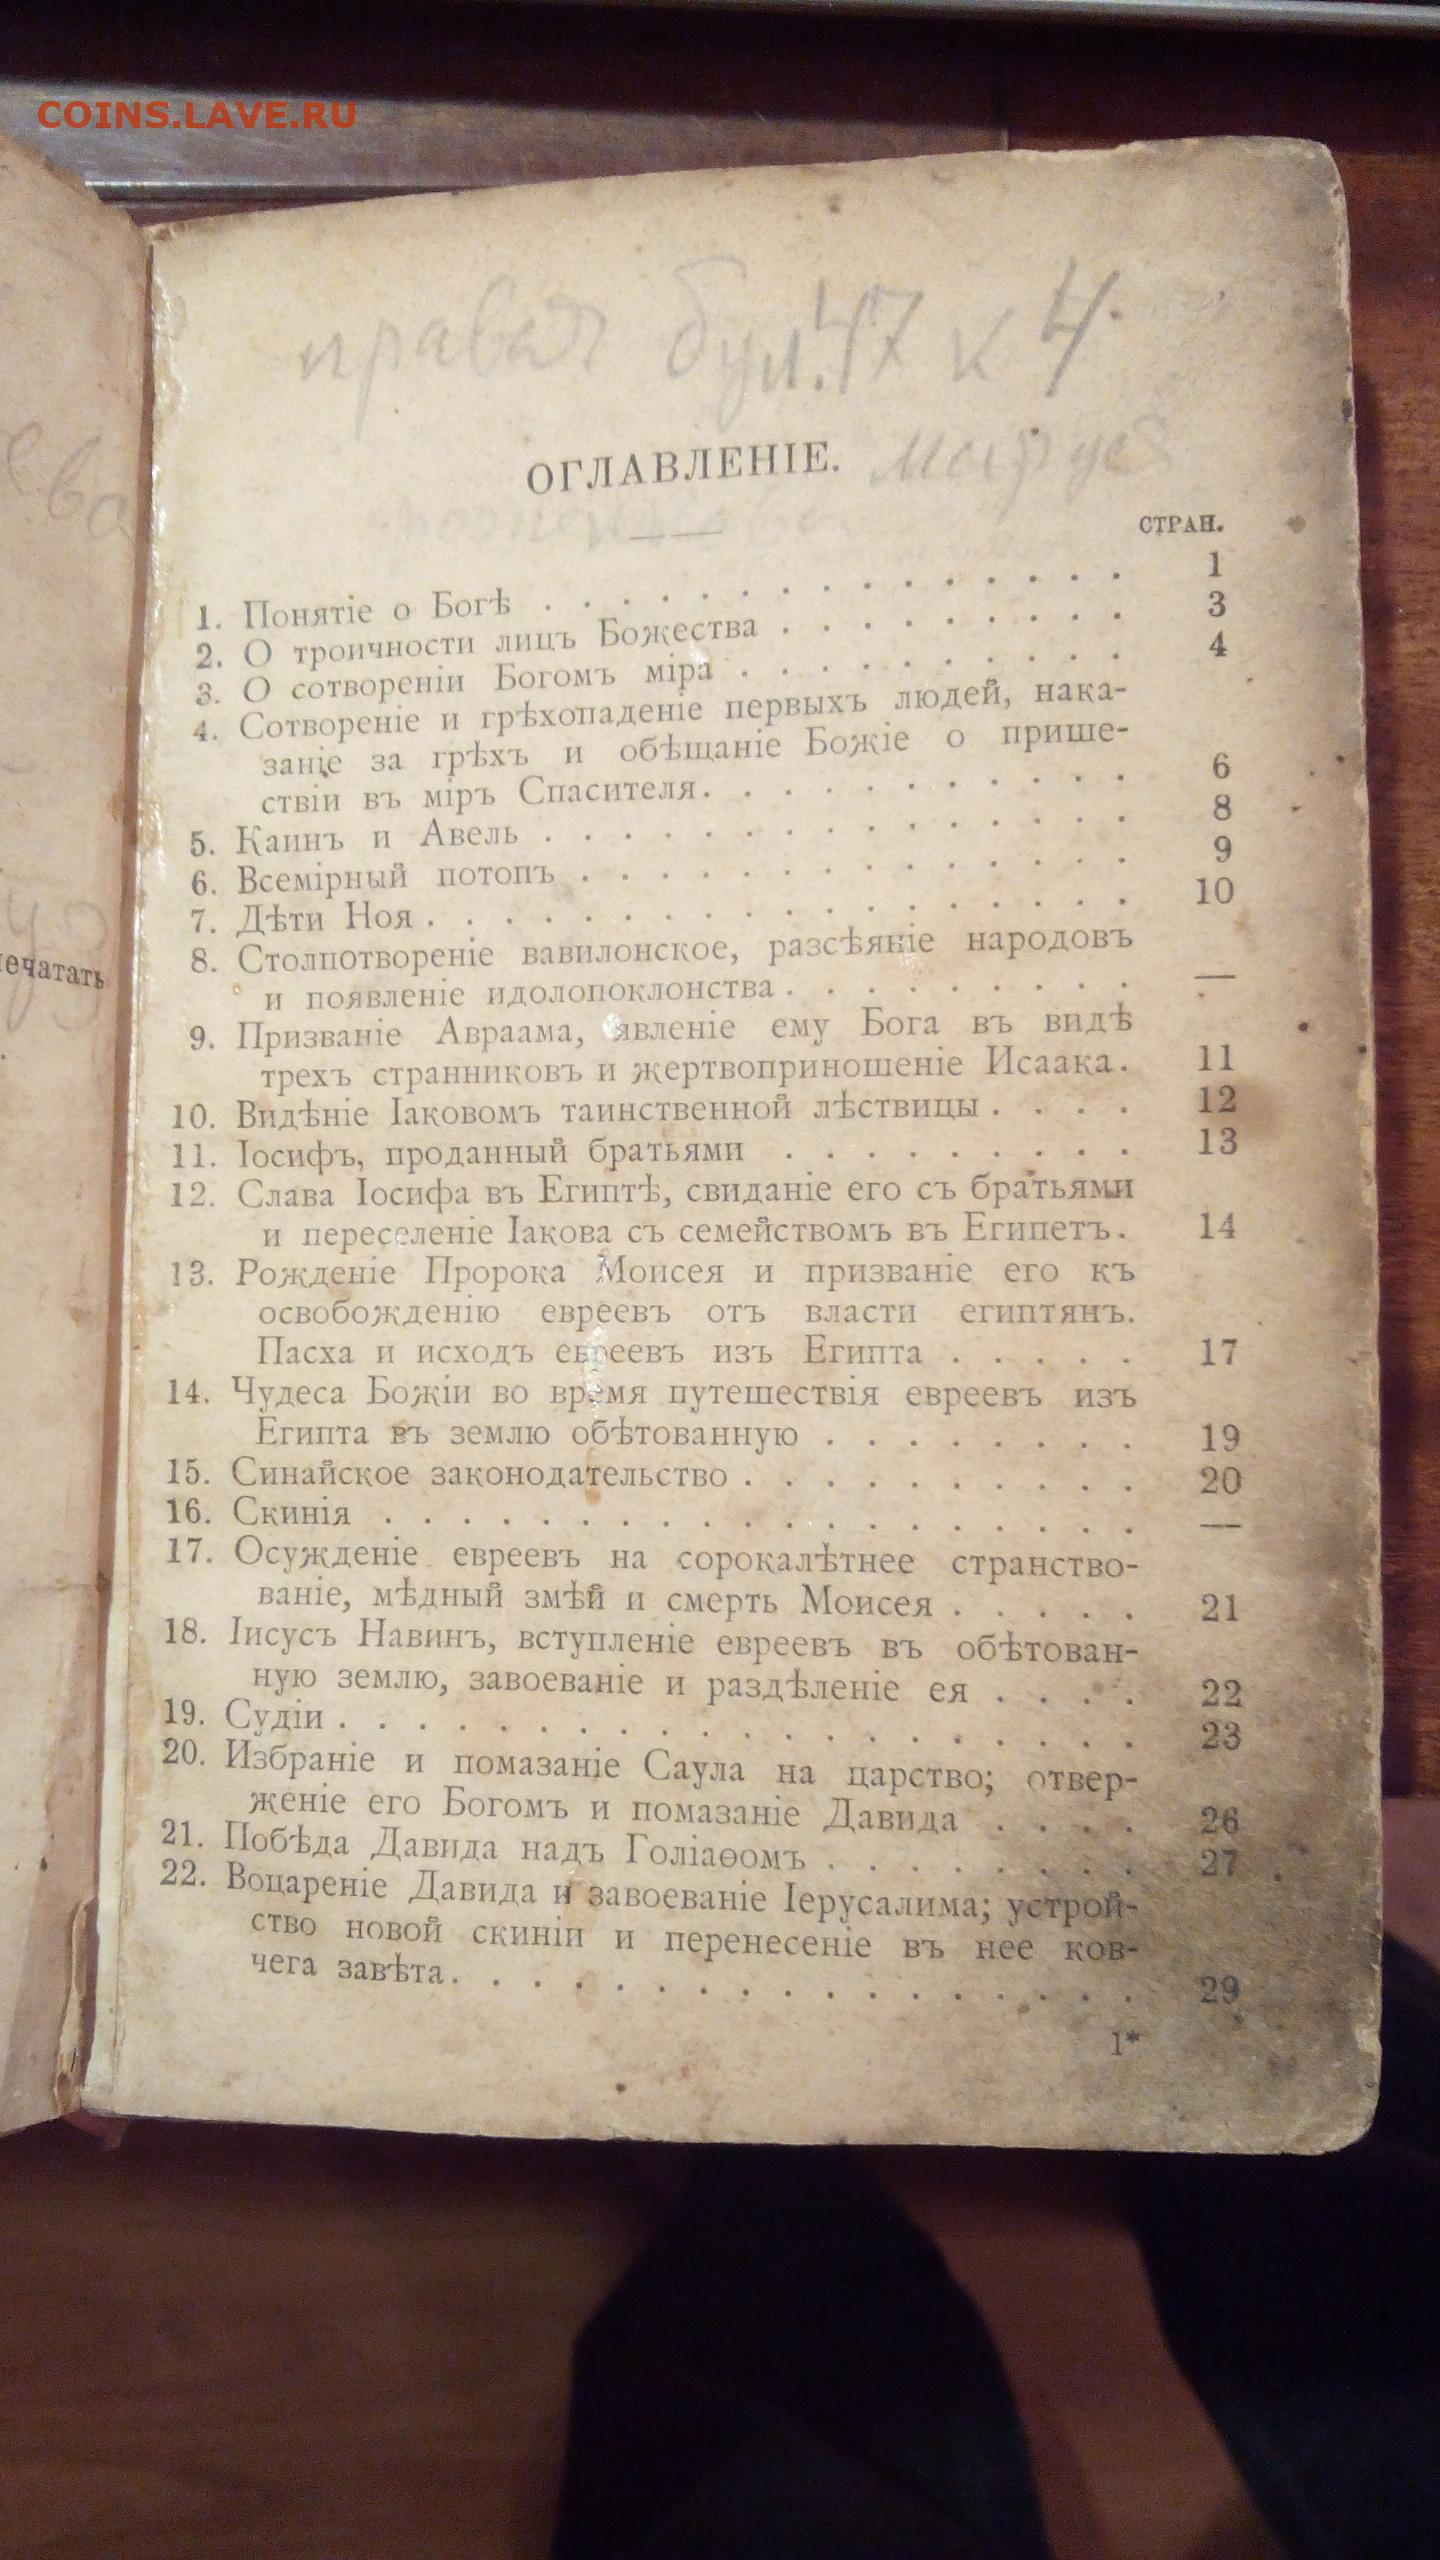 COINS.LAVE.RU
правая бул. 47 к 4.
ОГЛАВЛЕНІЕ. Маруся
СТРАН.
1. Понятіе о Богѣ . . . . . . . . . . . . . . . 1
2. О троичности лицъ Божества . . . . . . . . . 3
3. О сотвореніи Богомъ міра . . . . . . . . . . 4
4. Сотвореніе и грѣхопаденіе первыхъ людей, нака-
заніе за грѣхъ и обѣщаніе Божіе о прише-
ствіи въ міръ Спасителя. . . . . . . . . . . . 6
5. Каинъ и Авель . . . . . . . . . . . . . . . 8
6. Всемірный потопъ . . . . . . . . . . . . . . 9
7. Дѣти Ноя . . . . . . . . . . . . . . . . . . 10
8. Столпотвореніе вавилонское, разсѣяніе народовъ
и появленіе идолопоклонства . . . . . . . . . —
9. Призваніе Авраама, явленіе ему Бога въ видѣ
трехъ странниковъ и жертвоприношеніе Исаака. 11
10. Видѣніе Іаковомъ таинственной лѣствицы . . . . 12
11. Іосифъ, проданный братьями . . . . . . . . . 13
12. Слава Іосифа въ Египтѣ, свиданіе его съ братьями
и переселеніе Іакова съ семействомъ въ Египетъ. 14
13. Рожденіе Пророка Моисея и призваніе его къ
освобожденію евреевъ отъ власти египтянъ.
Пасха и исходъ евреевъ изъ Египта . . . . . 17
14. Чудеса Божіи во время путешествія евреевъ изъ
Египта въ землю обѣтованную . . . . . . . . 19
15. Синайское законодательство . . . . . . . . . . 20
16. Скинія . . . . . . . . . . . . . . . . . . . —
17. Осужденіе евреевъ на сорокалѣтнее странство-
ваніе, мѣдный змѣй и смерть Моисея . . . . . 21
18. Іисусъ Навинъ, вступленіе евреевъ въ обѣтован-
ную землю, завоеваніе и раздѣленіе ея . . . . 22
19. Судіи . . . . . . . . . . . . . . . . . . . 23
20. Избраніе и помазаніе Саула на царство; отвер-
женіе его Богомъ и помазаніе Давида . . . . 26
21. Побѣда Давида надъ Голіаѳомъ . . . . . . . . 27
22. Воцареніе Давида и завоеваніе Іерусалима; устрой-
ство новой скиніи и перенесеніе въ нее ков-
чега завѣта. . . . . . . . . . . . . . . . . . 29
1*